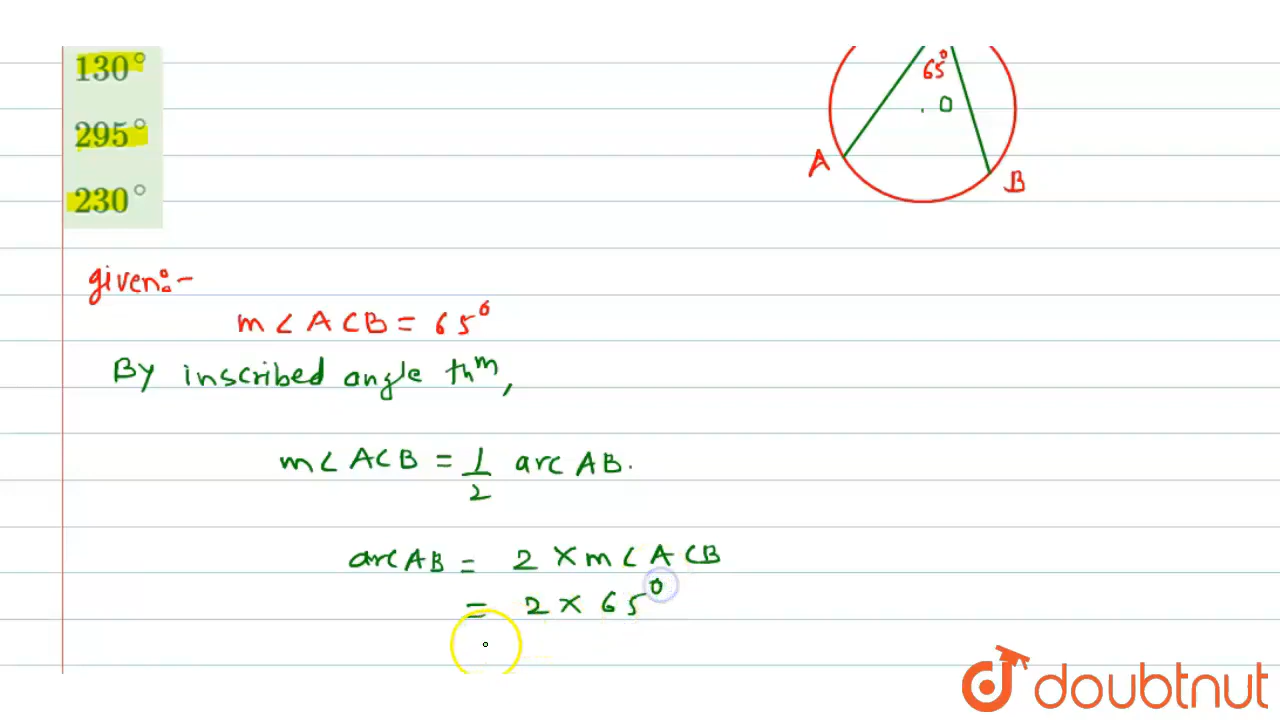 130°
295°
230°
65°
O
A
B
given:-
m∠ACB = 65°
By inscribed angle thm,
m∠ACB = 1/2 arc AB.
arc AB = 2 × m∠ACB
= 2 × 65°
doubtnut